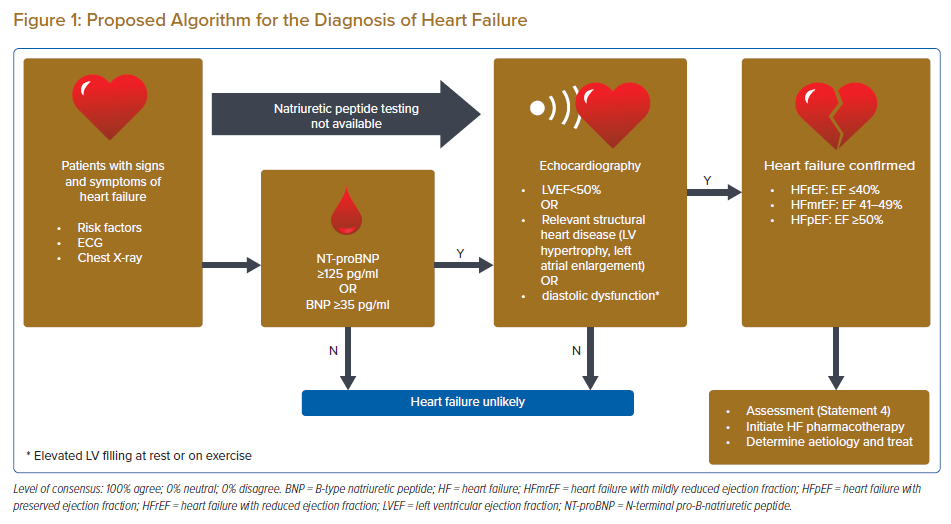 Figure 1: Proposed Algorithm for the Diagnosis of Heart Failure
Natriuretic peptide testing
not available
Patients with signs
and symptoms of
heart failure
• Risk factors
• ECG
• Chest X-ray
NT-proBNP
≥125 pg/ml
OR
BNP ≥35 pg/ml
Y
N
Echocardiography
• LVEF<50%
OR
• Relevant structural
heart disease (LV
hypertrophy, left
atrial enlargement)
OR
• diastolic dysfunction*
Y
N
Heart failure confirmed
• HFrEF: EF ≤40%
• HFmrEF: EF 41–49%
• HFpEF: EF ≥50%
Heart failure unlikely
• Assessment (Statement 4)
• Initiate HF pharmacotherapy
• Determine aetiology and treat
* Elevated LV filling at rest or on exercise
Level of consensus: 100% agree; 0% neutral; 0% disagree. BNP = B-type natriuretic peptide; HF = heart failure; HFmrEF = heart failure with mildly reduced ejection fraction; HFpEF = heart failure with
preserved ejection fraction; HFrEF = heart failure with reduced ejection fraction; LVEF = left ventricular ejection fraction; NT-proBNP = N-terminal pro-B-natriuretic peptide.